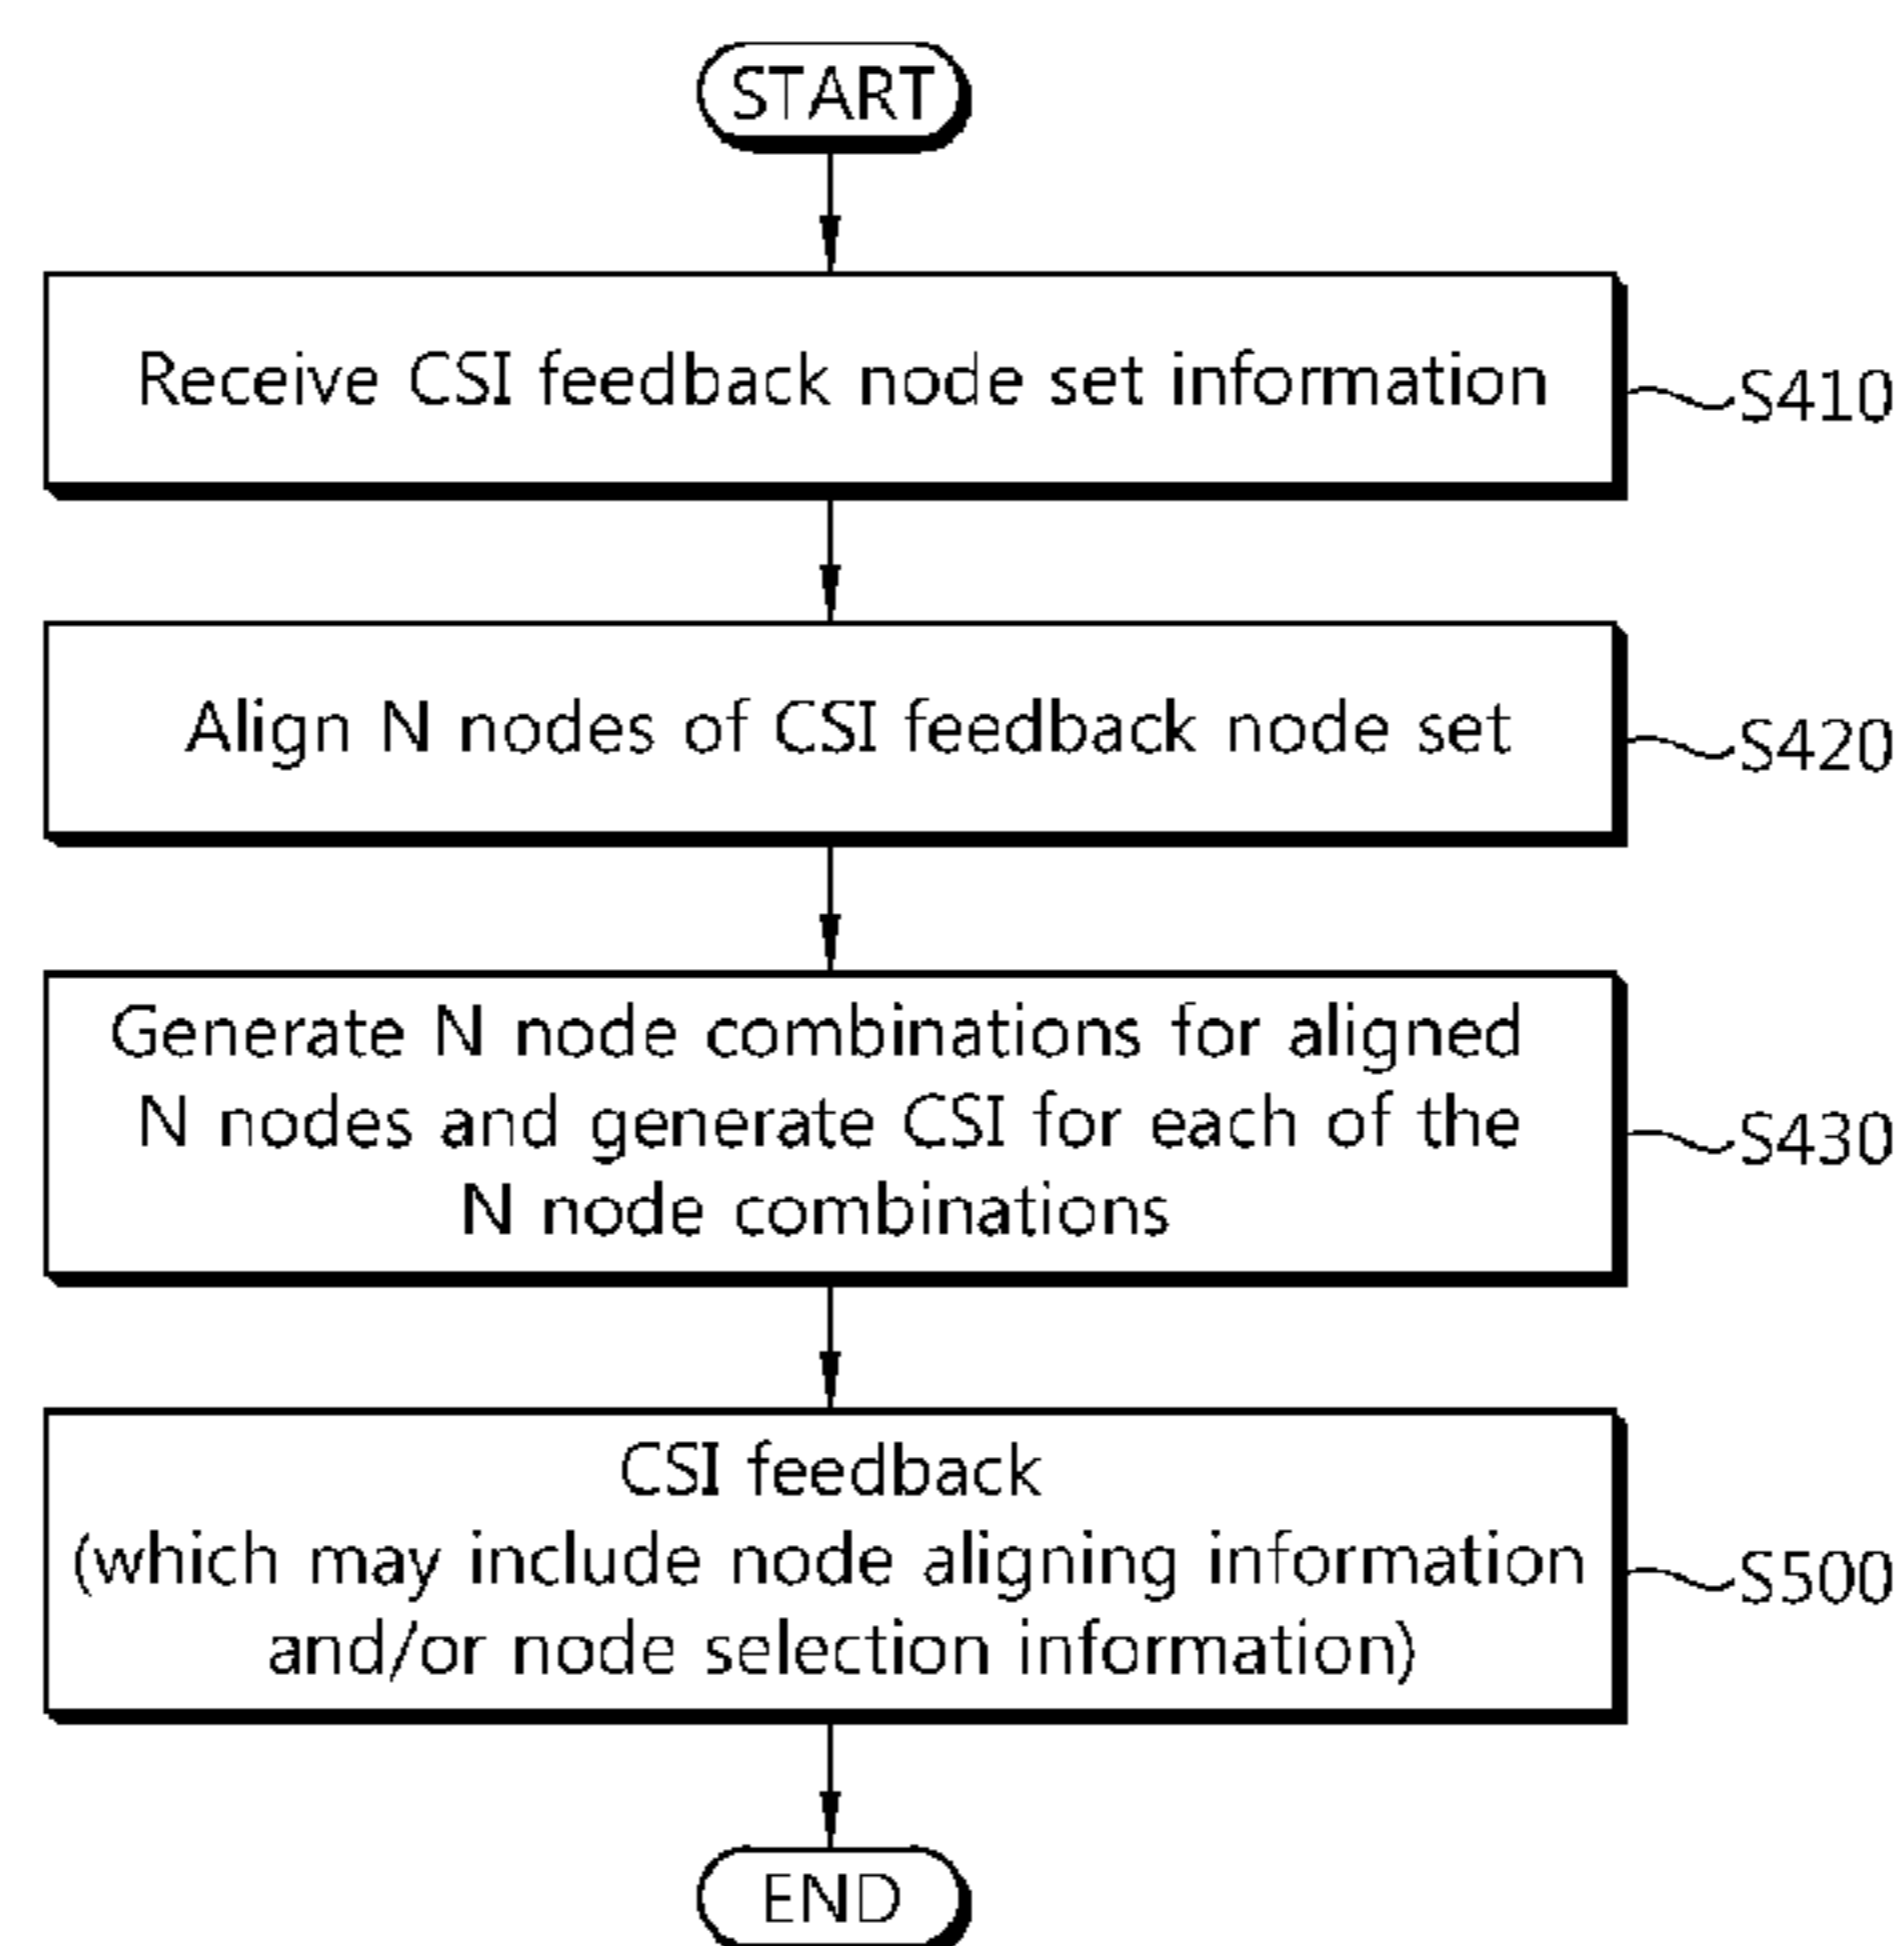 START
Receive CSI feedback node set information
S410
Align N nodes of CSI feedback node set
S420
Generate N node combinations for aligned
N nodes and generate CSI for each of the
N node combinations
S430
CSI feedback
(which may include node aligning information
and/or node selection information)
S500
END